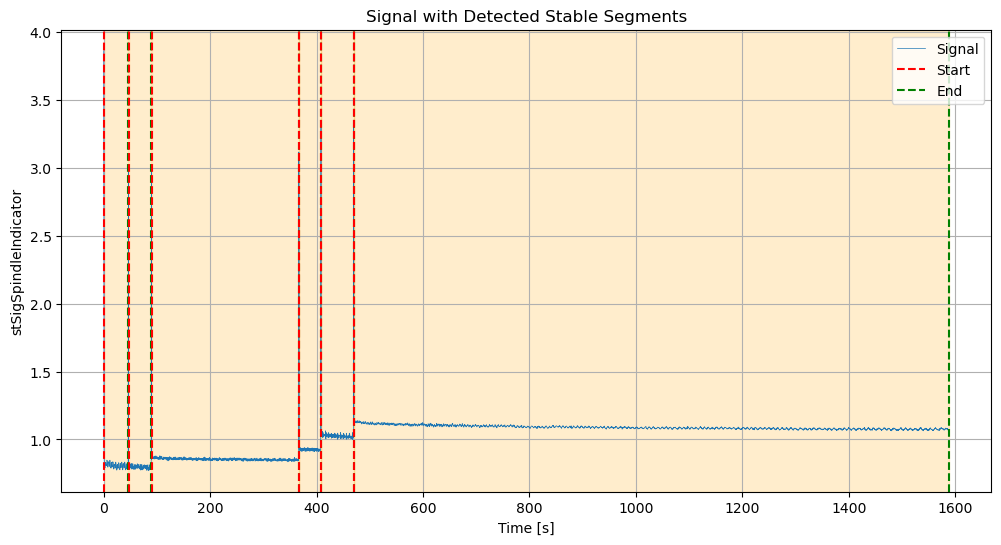 Signal with Detected Stable Segments
4.0
3.5
3.0
2.5
2.0
1.5
1.0
stSigSpindleIndicator
Signal
Start
End
0 200 400 600 800 1000 1200 1400 1600
Time [s]